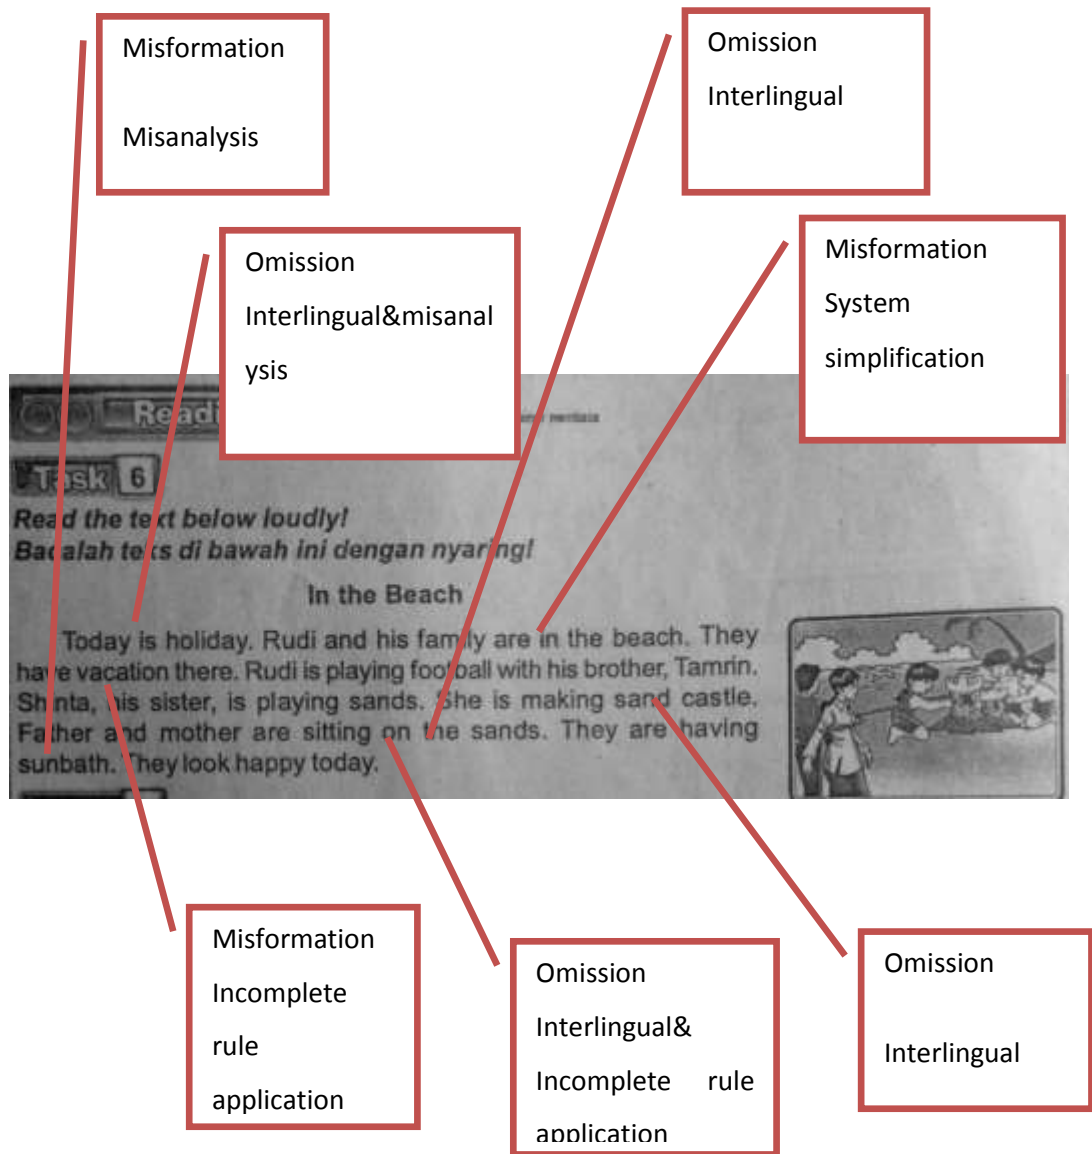 Misformation
Misanalysis
Omission
Interlingual
Omission
Interlingual&misanal
ysis
Misformation
System
simplification
Readi
Task 6
Read the text below loudly!
Bacalah teks di bawah ini dengan nyaring!
In the Beach
Today is holiday. Rudi and his family are in the beach. They
have vacation there. Rudi is playing football with his brother, Tamrin.
Shinta, his sister, is playing sands. She is making sand castle.
Father and mother are sitting on the sands. They are having
sunbath. They look happy today.
Misformation
Incomplete
rule
application
Omission
Interlingual&
Incomplete rule
application
Omission
Interlingual